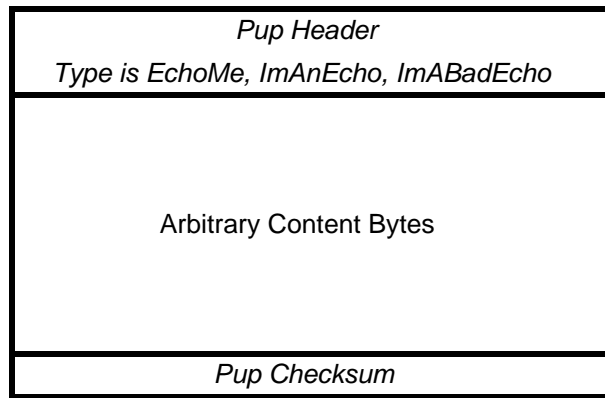 Pup Header
Type is EchoMe, ImAnEcho, ImABadEcho
Arbitrary Content Bytes
Pup Checksum